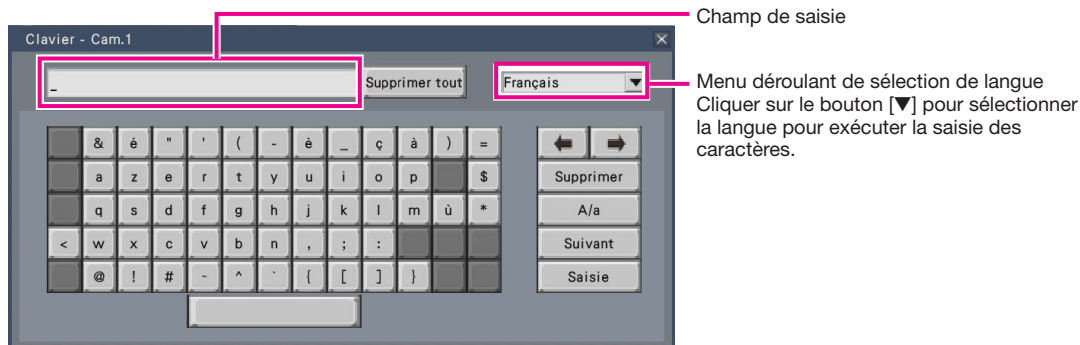 Champ de saisie
Clavier - Cam.1
_ Supprimer tout Français ▼
Menu déroulant de sélection de langue
Cliquer sur le bouton [▼] pour sélectionner
la langue pour exécuter la saisie des
caractères.
& é " ' ( - è _ ç à ) =
a z e r t y u i o p $ Supprimer
q s d f g h j k l m ù * A/a
< w x c v b n , ; : Suivant
@ ! # ~ ^ ` { [ ] } Saisie